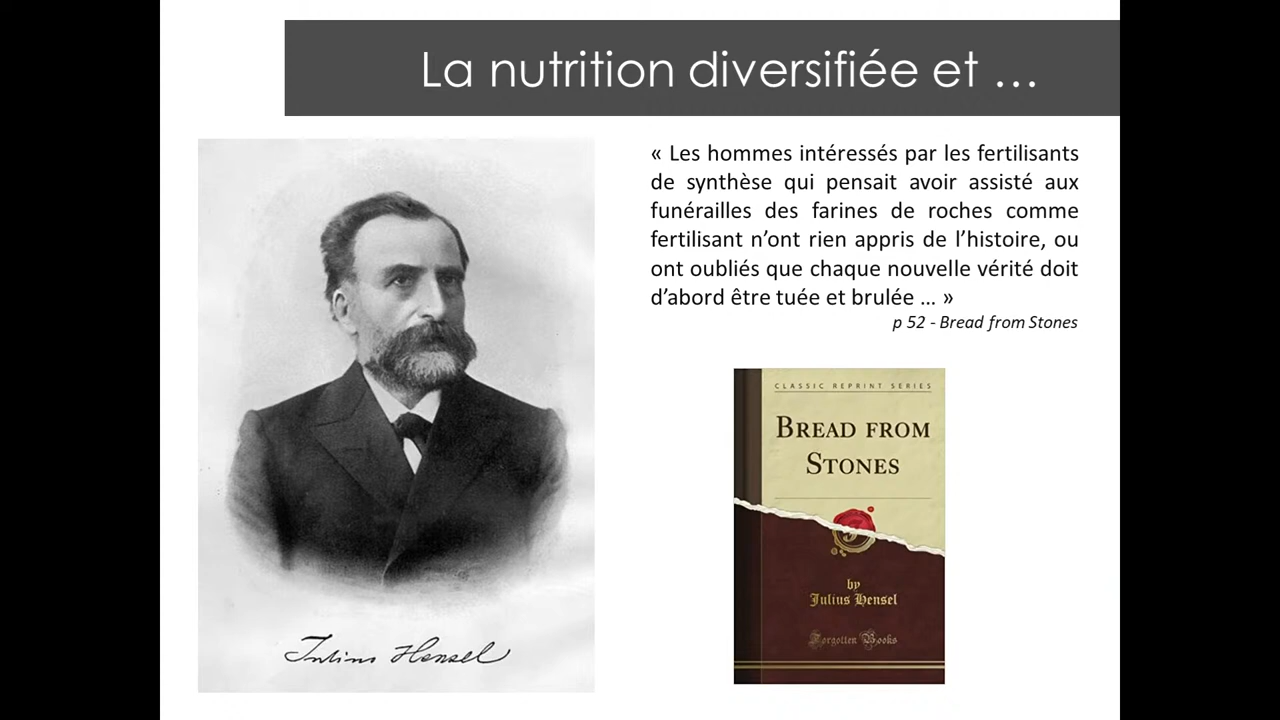 La nutrition diversifiée et ...
« Les hommes intéressés par les fertilisants
de synthèse qui pensait avoir assisté aux
funérailles des farines de roches comme
fertilisant n’ont rien appris de l’histoire, ou
ont oubliés que chaque nouvelle vérité doit
d’abord être tuée et brulée ... »
p 52 - Bread from Stones
CLASSIC REPRINT SERIES
BREAD FROM
STONES
by
Julius Hensel
Forgotten Books
Julius Hensel